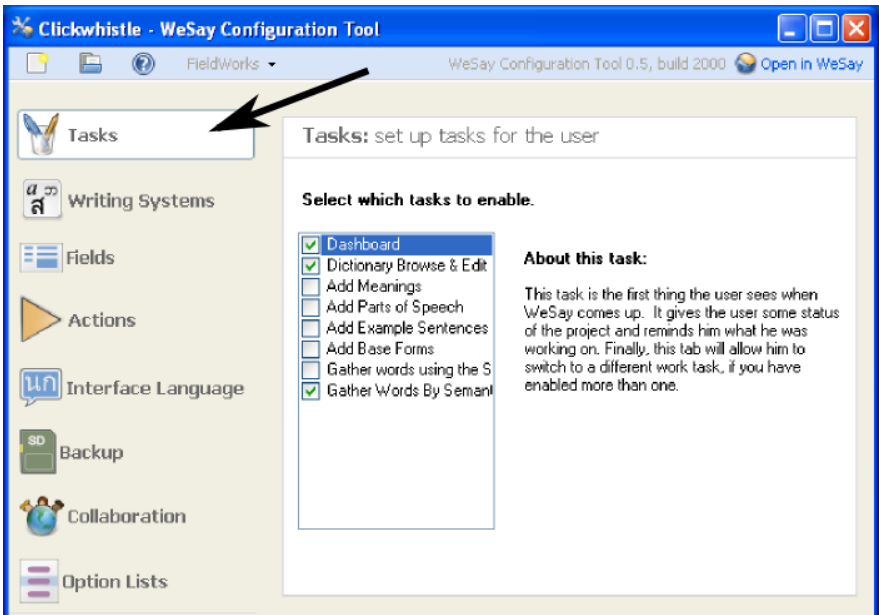 Clickwhistle - WeSay Configuration Tool
FieldWorks
WeSay Configuration Tool 0.5, build 2000
Open in WeSay
Tasks
Writing Systems
Fields
Actions
Interface Language
SD
Backup
Collaboration
Option Lists
Tasks: set up tasks for the user
Select which tasks to enable.
Dashboard
Dictionary Browse & Edit
Add Meanings
Add Parts of Speech
Add Example Sentences
Add Base Forms
Gather words using the S
Gather Words By Semant
About this task:
This task is the first thing the user sees when
WeSay comes up. It gives the user some status
of the project and reminds him what he was
working on. Finally, this tab will allow him to
switch to a different work task, if you have
enabled more than one.